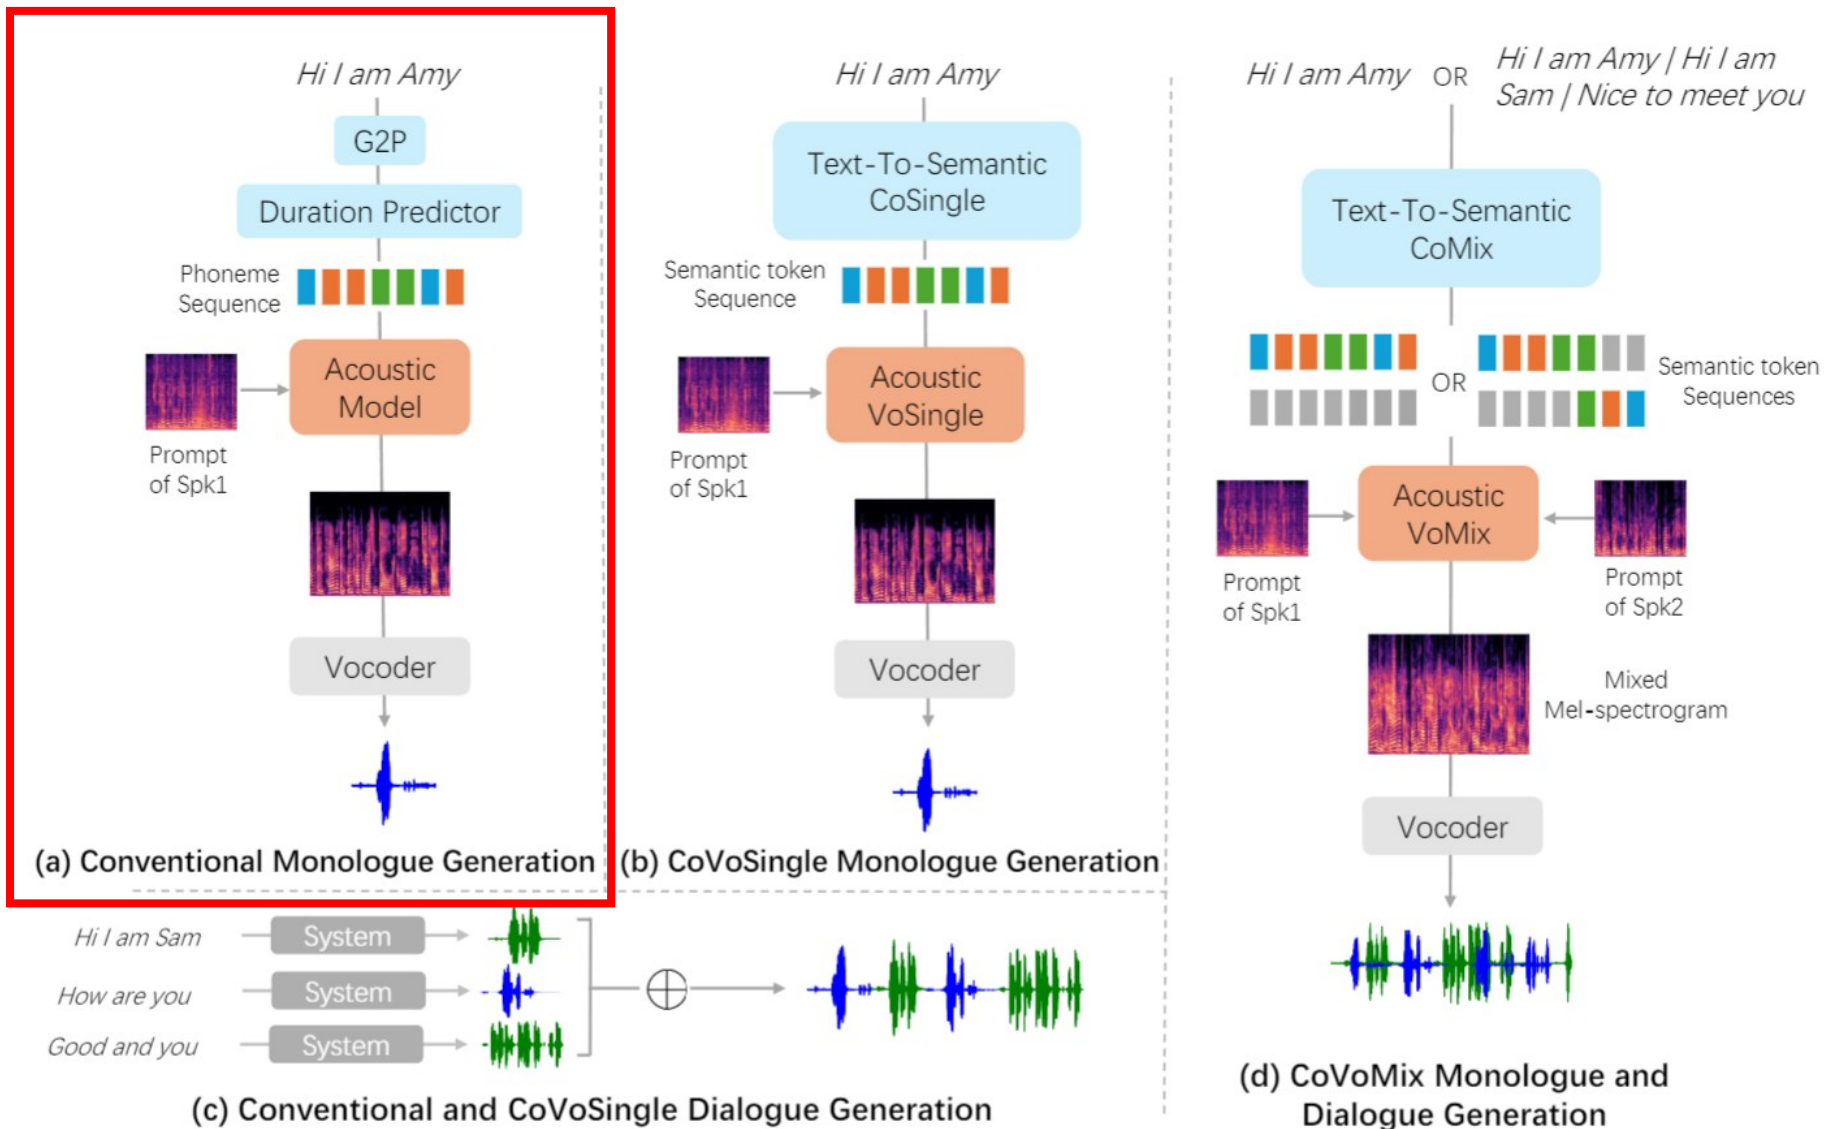 Hi I am Amy
G2P
Duration Predictor
Phoneme
Sequence
Acoustic
Model
Prompt
of Spk1
Vocoder
(a) Conventional Monologue Generation
Hi I am Amy
Text-To-Semantic
CoSingle
Semantic token
Sequence
Acoustic
VoSingle
Prompt
of Spk1
Vocoder
(b) CoVoSingle Monologue Generation
Hi I am Sam
System
How are you
System
Good and you
System
(c) Conventional and CoVoSingle Dialogue Generation
Hi I am Amy
OR
Hi I am Amy | Hi I am
Sam | Nice to meet you
Text-To-Semantic
CoMix
OR
Semantic token
Sequences
Acoustic
VoMix
Prompt
of Spk1
Prompt
of Spk2
Mixed
Mel-spectrogram
Vocoder
(d) CoVoMix Monologue and
Dialogue Generation